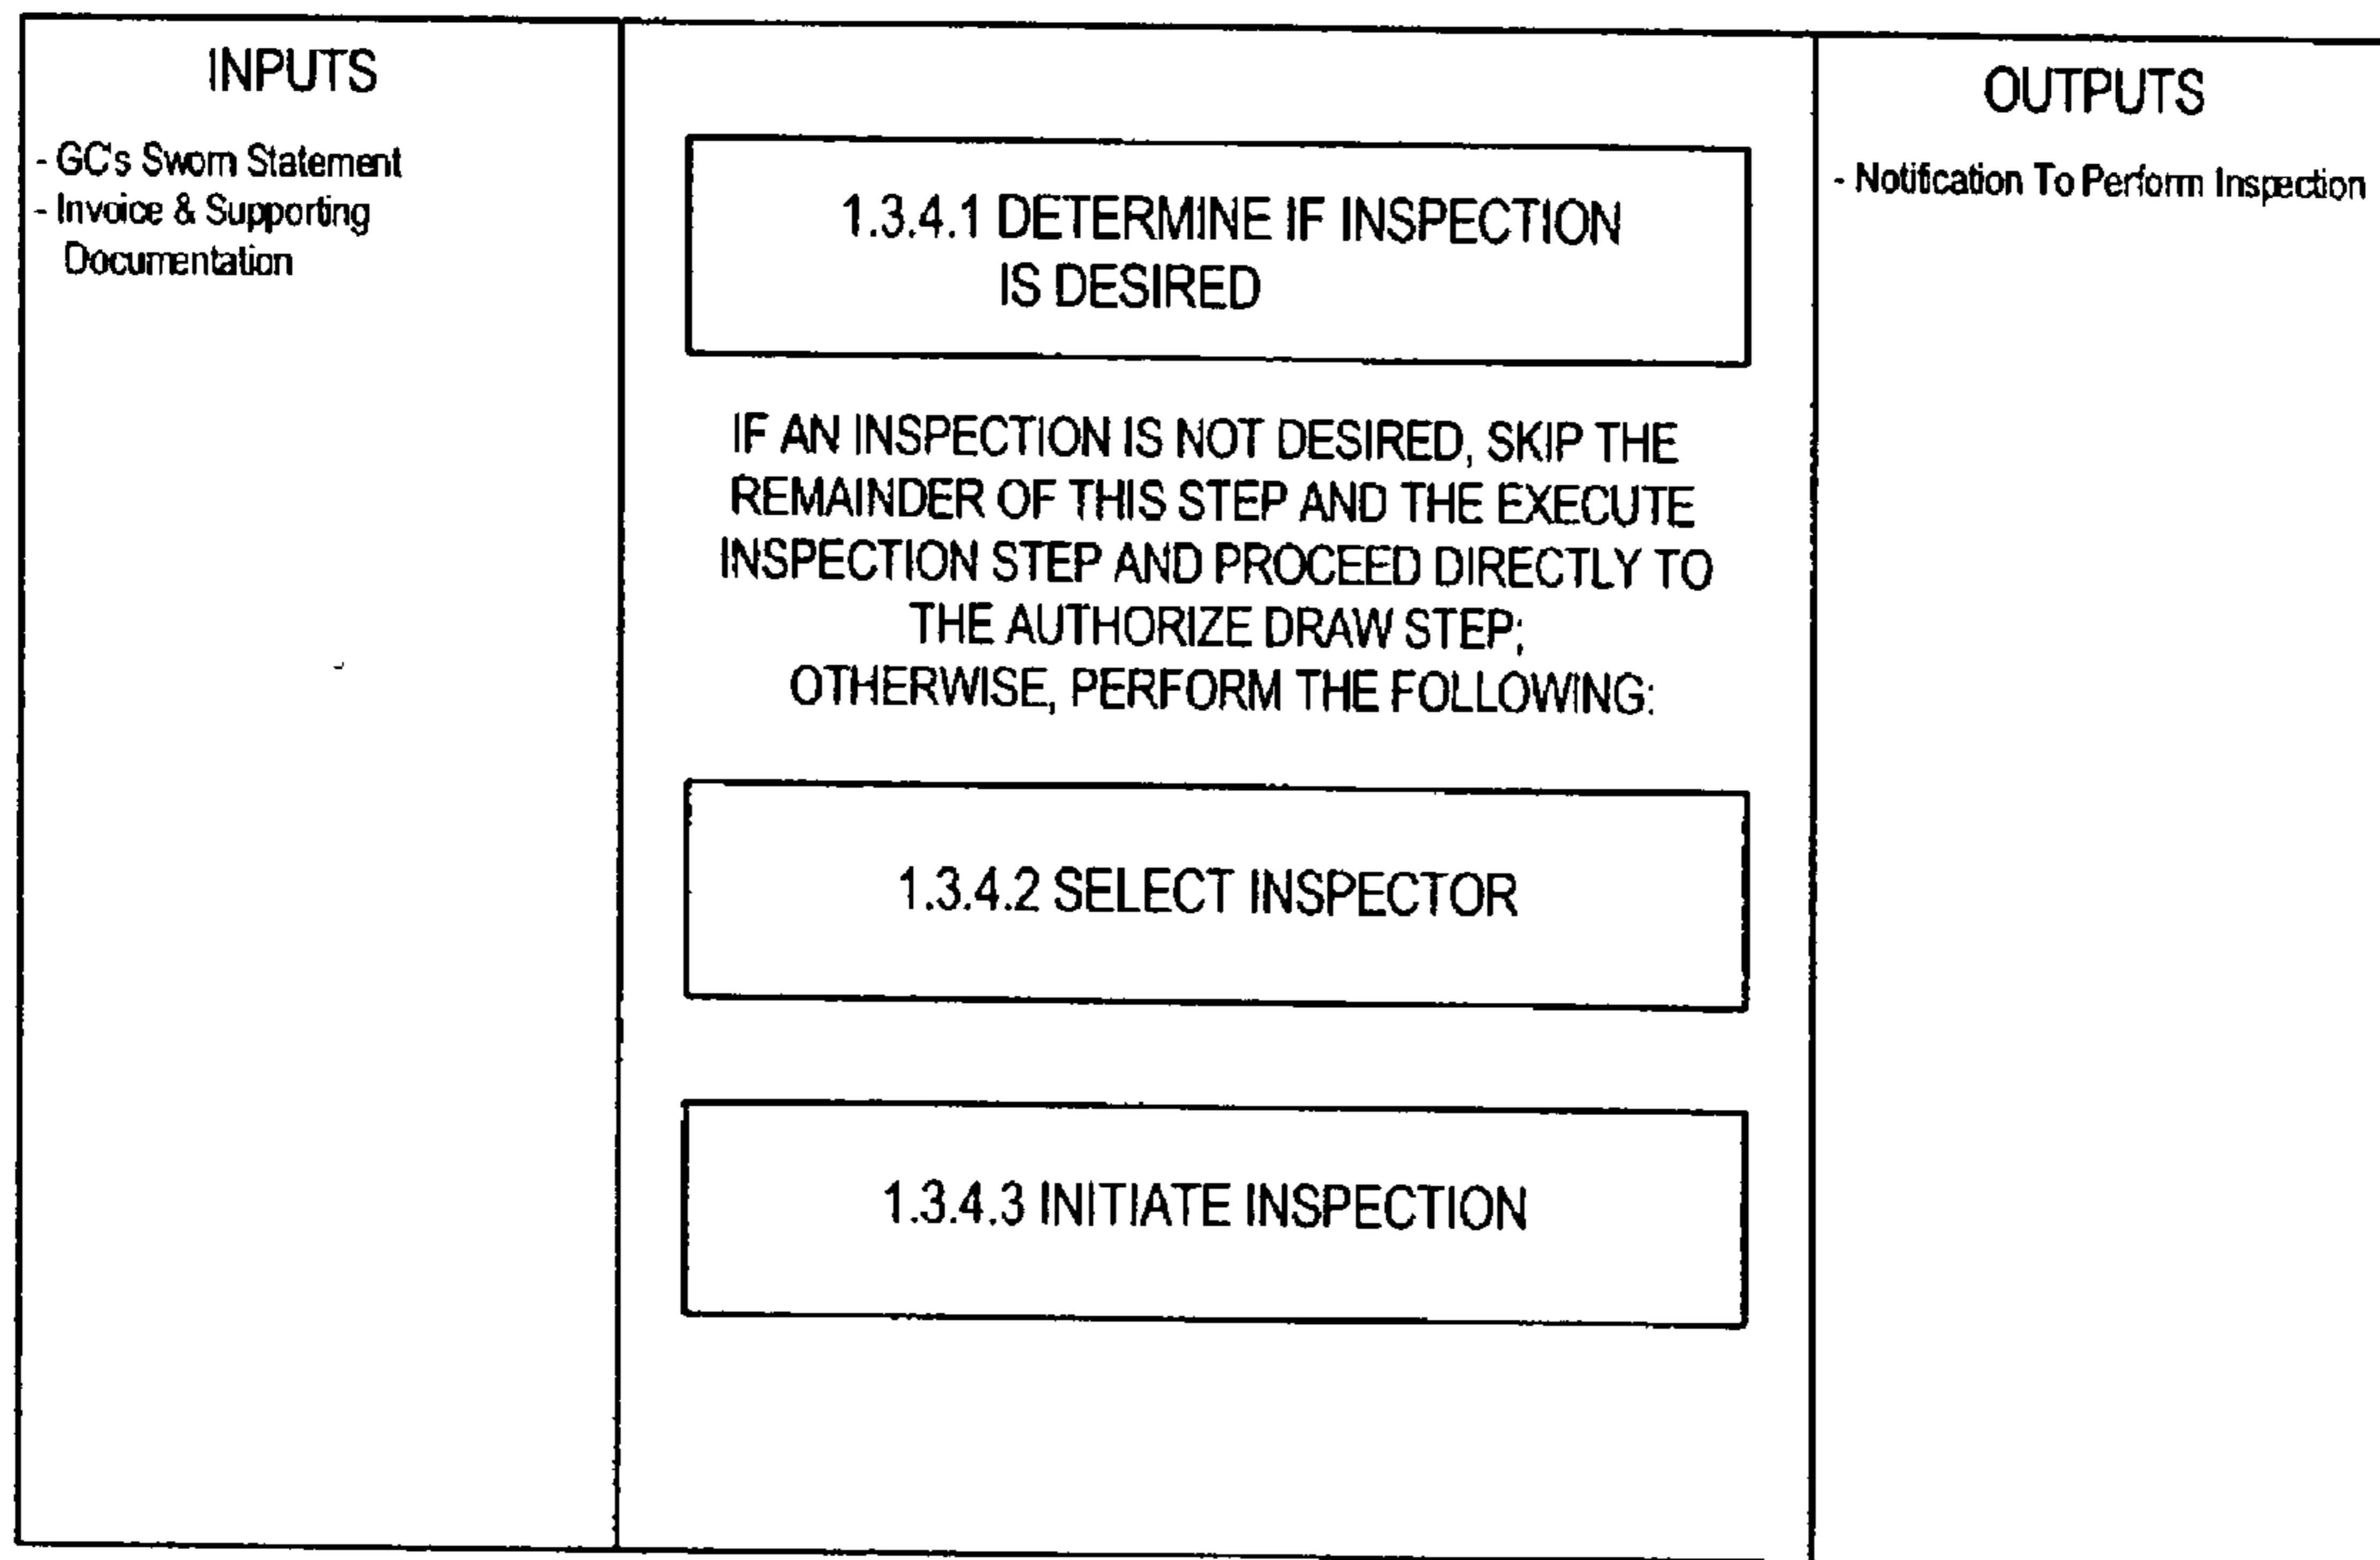 INPUTS
- GC's Sworn Statement
- Invoice & Supporting
Documentation
1.3.4.1 DETERMINE IF INSPECTION
IS DESIRED
IF AN INSPECTION IS NOT DESIRED, SKIP THE
REMAINDER OF THIS STEP AND THE EXECUTE
INSPECTION STEP AND PROCEED DIRECTLY TO
THE AUTHORIZE DRAW STEP;
OTHERWISE, PERFORM THE FOLLOWING:
1.3.4.2 SELECT INSPECTOR
1.3.4.3 INITIATE INSPECTION
OUTPUTS
- Notification To Perform Inspection